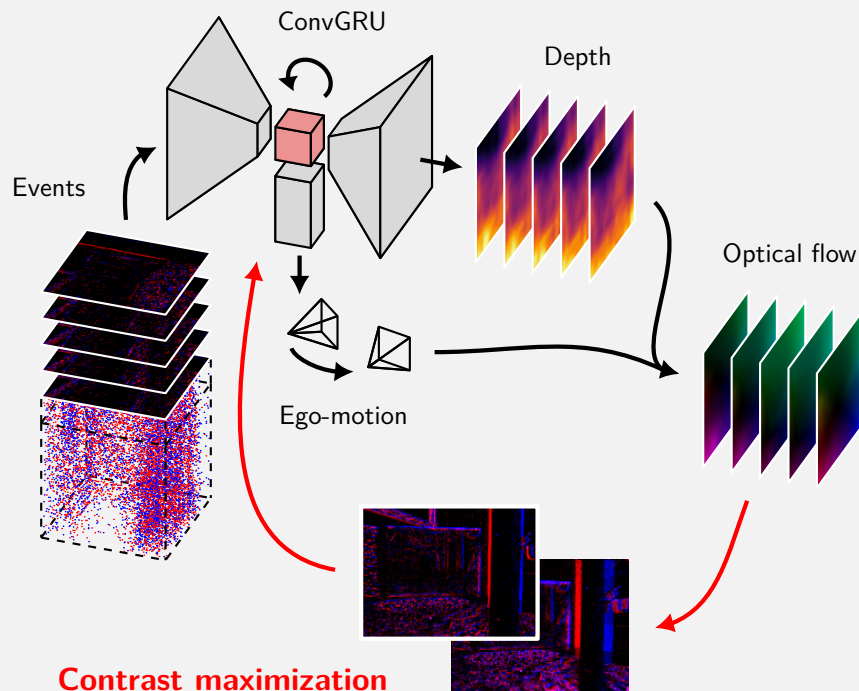 ConvGRU
Depth
Events
Optical flow
Ego-motion
Contrast maximization